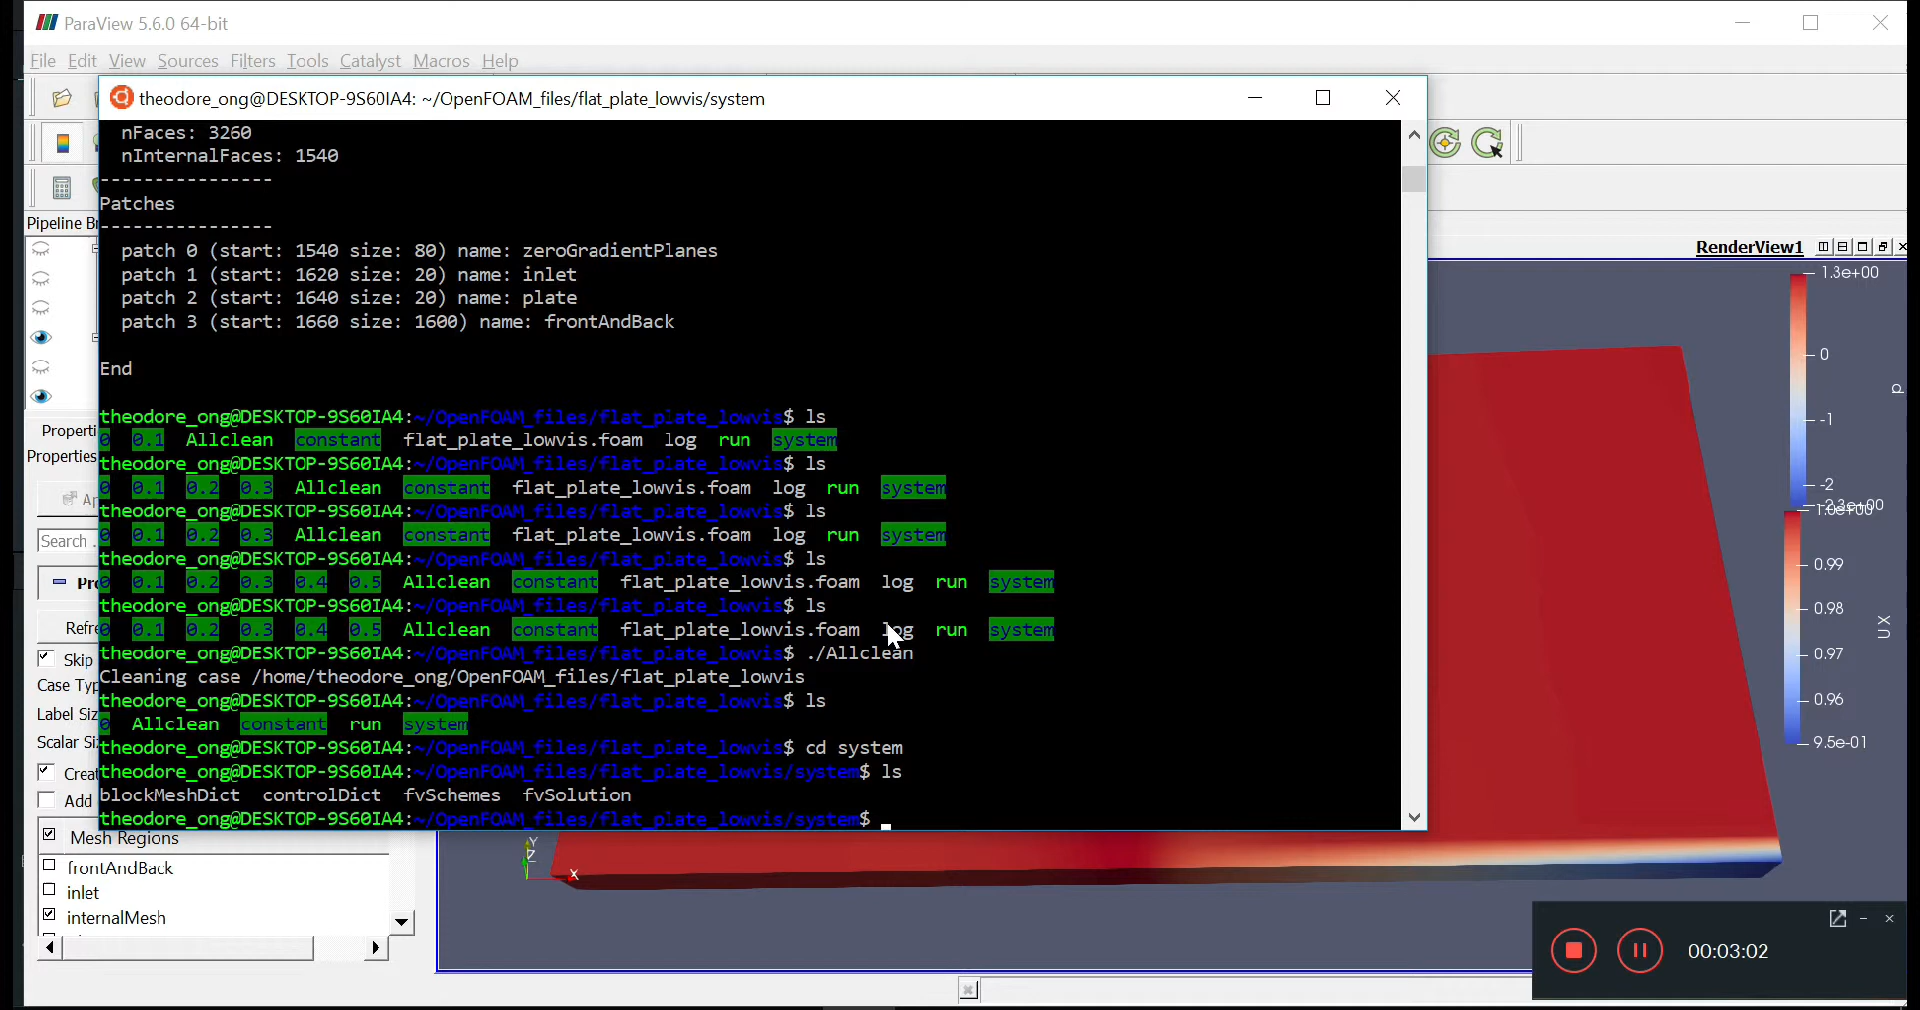 ParaView 5.6.0 64-bit
File Edit View Sources Filters Tools Catalyst Macros Help
theodore_ong@DESKTOP-9S60IA4: ~/OpenFOAM_files/flat_plate_lowvis/system
nFaces: 3260
nInternalFaces: 1540
----------------
Patches
----------------
patch 0 (start: 1540 size: 80) name: zeroGradientPlanes
patch 1 (start: 1620 size: 20) name: inlet
patch 2 (start: 1640 size: 20) name: plate
patch 3 (start: 1660 size: 1600) name: frontAndBack
End
theodore_ong@DESKTOP-9S60IA4:~/OpenFOAM_files/flat_plate_lowvis$ ls
0 0.1 Allclean constant flat_plate_lowvis.foam log run system
theodore_ong@DESKTOP-9S60IA4:~/OpenFOAM_files/flat_plate_lowvis$ ls
0 0.1 0.2 0.3 Allclean constant flat_plate_lowvis.foam log run system
theodore_ong@DESKTOP-9S60IA4:~/OpenFOAM_files/flat_plate_lowvis$ ls
0 0.1 0.2 0.3 Allclean constant flat_plate_lowvis.foam log run system
theodore_ong@DESKTOP-9S60IA4:~/OpenFOAM_files/flat_plate_lowvis$ ls
0 0.1 0.2 0.3 0.4 0.5 Allclean constant flat_plate_lowvis.foam log run system
theodore_ong@DESKTOP-9S60IA4:~/OpenFOAM_files/flat_plate_lowvis$ ls
0 0.1 0.2 0.3 0.4 0.5 Allclean constant flat_plate_lowvis.foam log run system
theodore_ong@DESKTOP-9S60IA4:~/OpenFOAM_files/flat_plate_lowvis$ ./Allclean
Cleaning case /home/theodore_ong/OpenFOAM_files/flat_plate_lowvis
theodore_ong@DESKTOP-9S60IA4:~/OpenFOAM_files/flat_plate_lowvis$ ls
0 Allclean constant run system
theodore_ong@DESKTOP-9S60IA4:~/OpenFOAM_files/flat_plate_lowvis$ cd system
theodore_ong@DESKTOP-9S60IA4:~/OpenFOAM_files/flat_plate_lowvis/system$ ls
blockMeshDict controlDict fvSchemes fvSolution
theodore_ong@DESKTOP-9S60IA4:~/OpenFOAM_files/flat_plate_lowvis/system$
Pipeline Br
Properti
Properties
Ap
Search ..
Pro
Refre
Skip
Case Typ
Label Siz
Scalar Siz
Creat
Add
Mesh Regions
frontAndBack
inlet
internalMesh
RenderView1
1.3e+00
0
-1
-2
-2.3e+00
p
1.0e+00
0.99
0.98
0.97
0.96
9.5e-01
U X
Y
Z
X
00:03:02